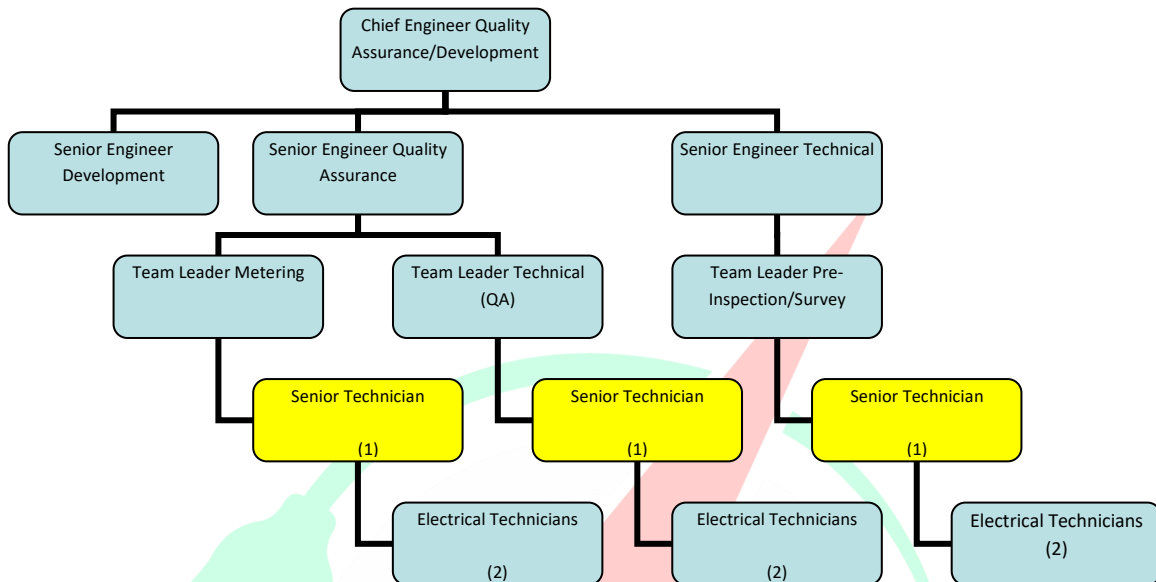 Chief Engineer Quality
Assurance/Development
Senior Engineer
Development
Senior Engineer Quality
Assurance
Senior Engineer Technical
Team Leader Metering
Team Leader Technical
(QA)
Team Leader Pre-
Inspection/Survey
Senior Technician
(1)
Senior Technician
(1)
Senior Technician
(1)
Electrical Technicians
(2)
Electrical Technicians
(2)
Electrical Technicians
(2)